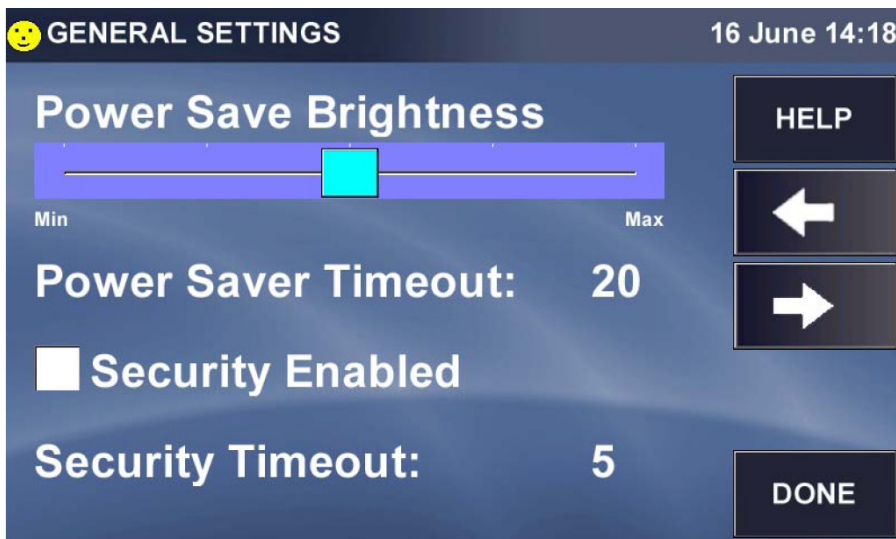 GENERAL SETTINGS 16 June 14:18
Power Save Brightness
HELP
Min Max
Power Saver Timeout: 20
Security Enabled
Security Timeout: 5
DONE